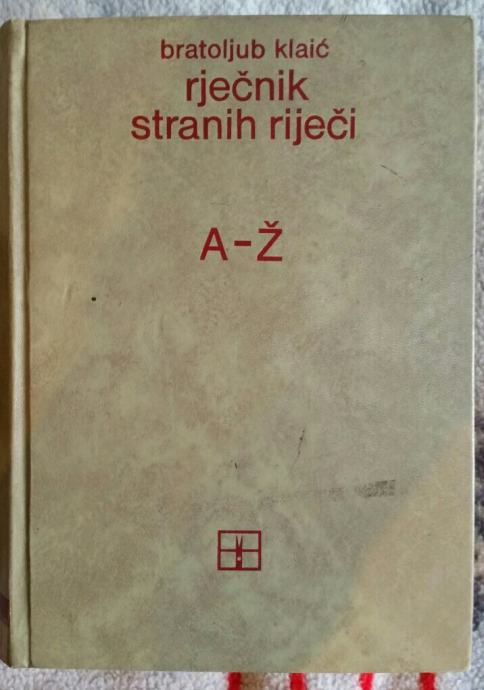 bratoljub klaić
rječnik
stranih riječi
A-Ž